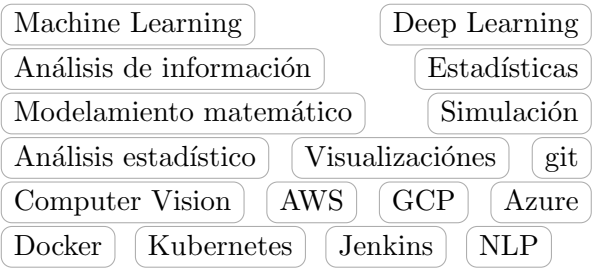 Machine Learning Deep Learning
Análisis de información Estadísticas
Modelamiento matemático Simulación
Análisis estadístico Visualizaciónes git
Computer Vision AWS GCP Azure
Docker Kubernetes Jenkins NLP